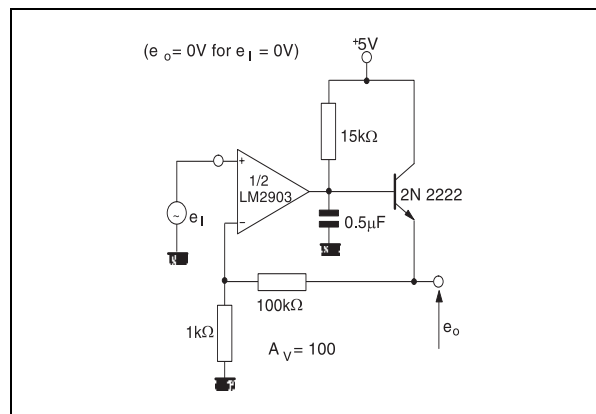 (e o = 0V for e I = 0V)
+5V
15kΩ
+
1/2
LM2903
−
2N 2222
0.5μF
~
e I
100kΩ
1kΩ
A V = 100
e o